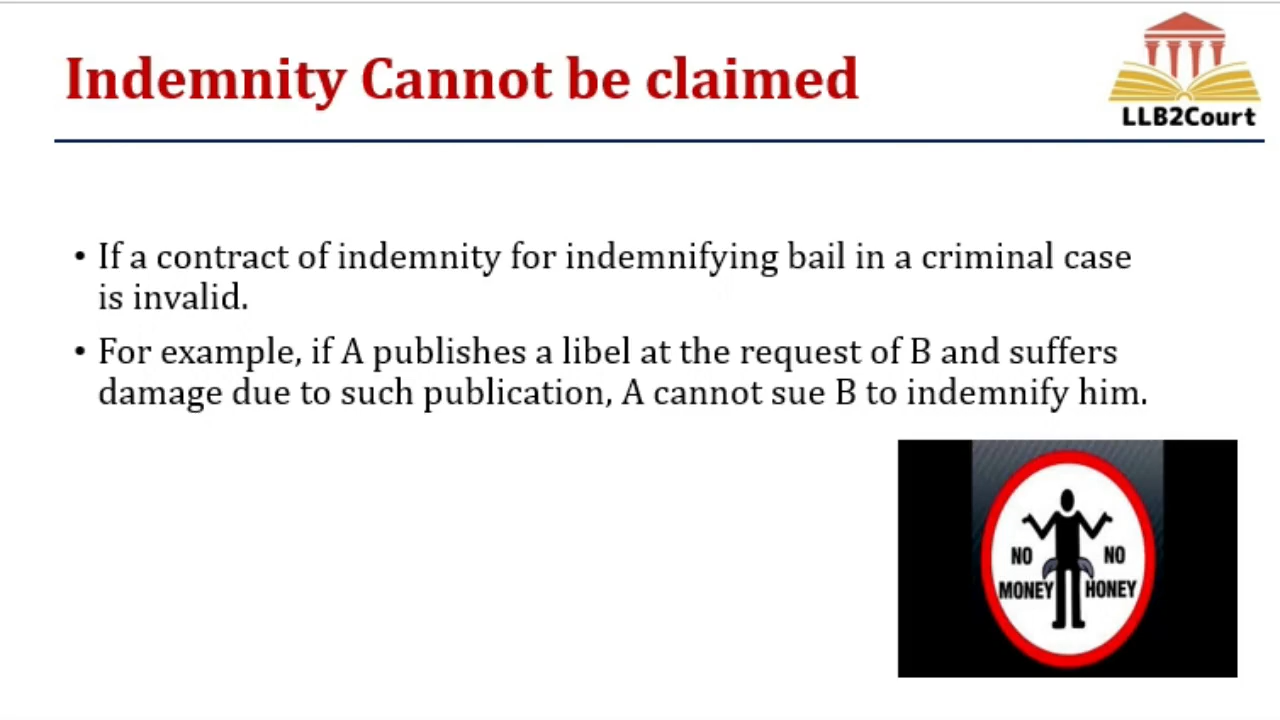 Indemnity Cannot be claimed
LLB2Court
• If a contract of indemnity for indemnifying bail in a criminal case
is invalid.
• For example, if A publishes a libel at the request of B and suffers
damage due to such publication, A cannot sue B to indemnify him.
NO NO
MONEY HONEY